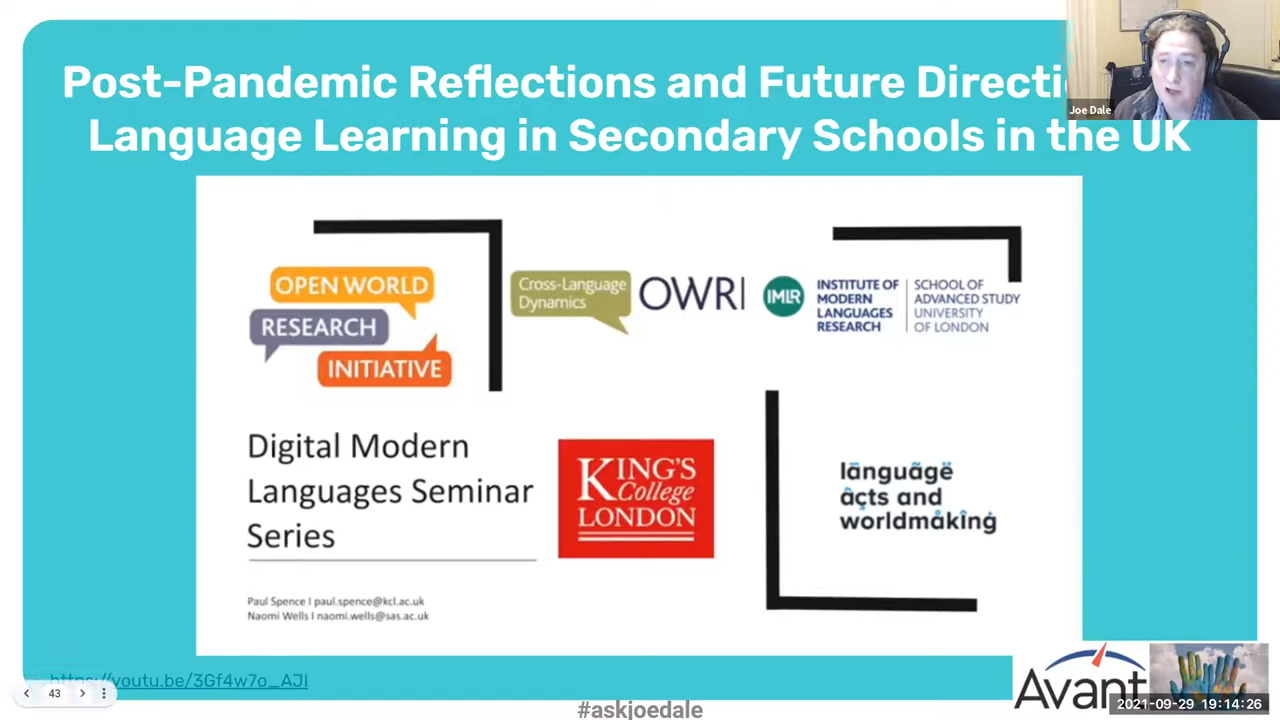 Post-Pandemic Reflections and Future Directi
Language Learning in Secondary Schools in the UK
Joe Dale
OPEN WORLD
RESEARCH
INITIATIVE
Cross-Language
Dynamics
OWRI
IMLR
INSTITUTE OF
MODERN
LANGUAGES
RESEARCH
SCHOOL OF
ADVANCED STUDY
UNIVERSITY
OF LONDON
Digital Modern
Languages Seminar
Series
KING'S
College
LONDON
lānguãgë
âçts and
worldmåkînġ
Paul Spence I paul.spence@kcl.ac.uk
Naomi Wells I naomi.wells@sas.ac.uk
https://youtu.be/3Gf4w7o_AJI
43
Avant
2021-09-29 19:14:26
#askjoedale